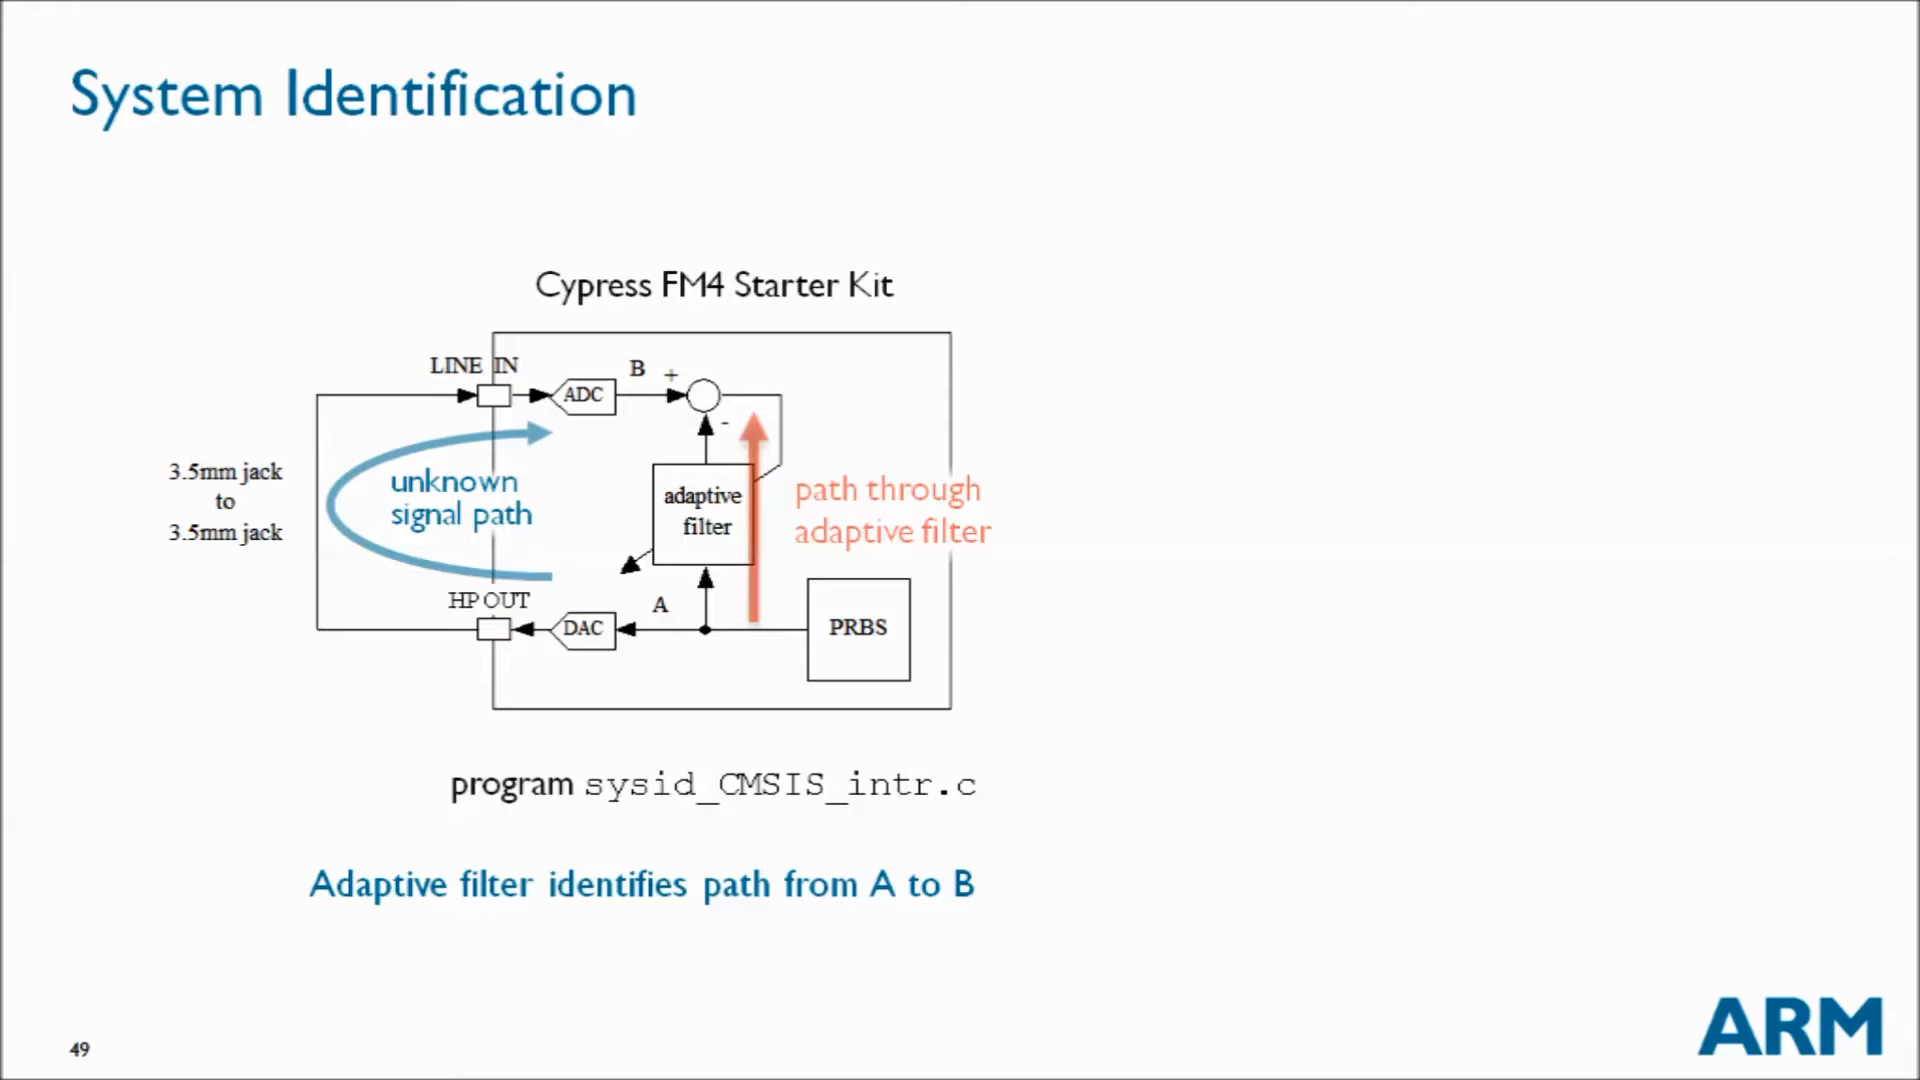 System Identification
Cypress FM4 Starter Kit
LINE IN
B
+
ADC
-
3.5mm jack
to
3.5mm jack
unknown
signal path
adaptive
filter
path through
adaptive filter
HP OUT
A
DAC
PRBS
program sysid_CMSIS_intr.c
Adaptive filter identifies path from A to B
49
ARM